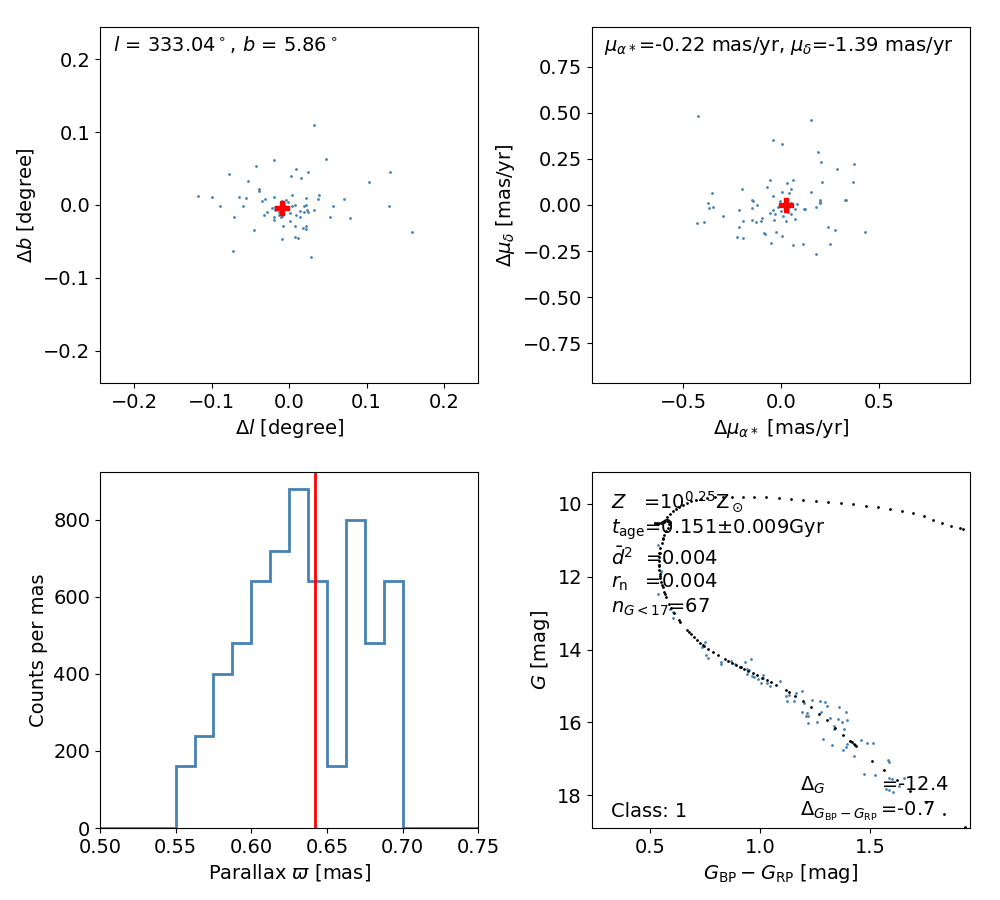 l = 333.04°, b = 5.86°
0.2
0.1
0.0
−0.1
−0.2
Δb [degree]
−0.2 −0.1 0.0 0.1 0.2
Δl [degree]
μα*=-0.22 mas/yr, μδ=-1.39 mas/yr
0.75
0.50
0.25
0.00
−0.25
−0.50
−0.75
Δμδ [mas/yr]
−0.5 0.0 0.5
Δμα* [mas/yr]
800
600
400
200
0
Counts per mas
0.50 0.55 0.60 0.65 0.70 0.75
Parallax ϖ [mas]
Z =10^0.25 Z⊙
t_age=0.151±0.009Gyr
d̄² =0.004
r_n =0.004
n_G<17=67
Δ_G =-12.4
Δ_G_BP−G_RP =-0.7
Class: 1
10
12
14
16
18
G [mag]
0.5 1.0 1.5
G_BP − G_RP [mag]